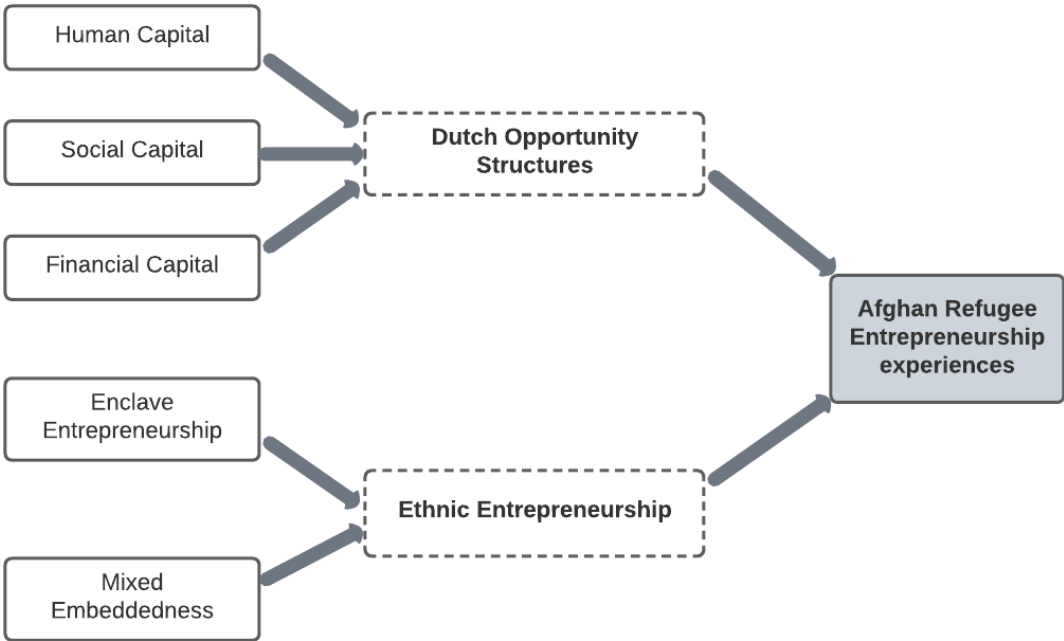 Human Capital
Social Capital
Financial Capital
Enclave
Entrepreneurship
Mixed
Embeddedness
Dutch Opportunity
Structures
Ethnic Entrepreneurship
Afghan Refugee
Entrepreneurship
experiences